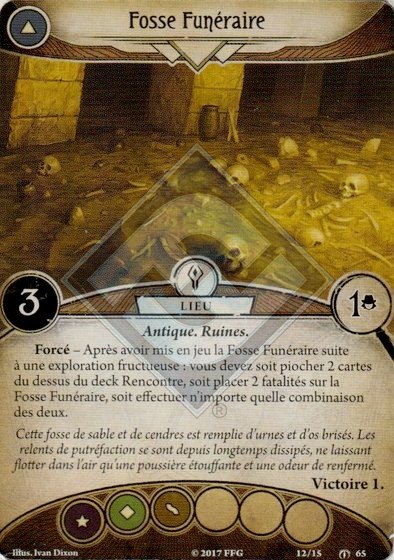 Fosse Funéraire
3
LIEU
1
Antique. Ruines.
Forcé – Après avoir mis en jeu la Fosse Funéraire suite
à une exploration fructueuse : vous devez soit piocher 2 cartes
du dessus du deck Rencontre, soit placer 2 fatalités sur la
Fosse Funéraire, soit effectuer n'importe quelle combinaison
des deux.
Cette fosse de sable et de cendres est remplie d'urnes et d'os brisés. Les
relents de putréfaction se sont depuis longtemps dissipés, ne laissant
flotter dans l'air qu'une poussière étouffante et une odeur de renfermé.
Victoire 1.
Illus. Ivan Dixon
© 2017 FFG
12/15
65